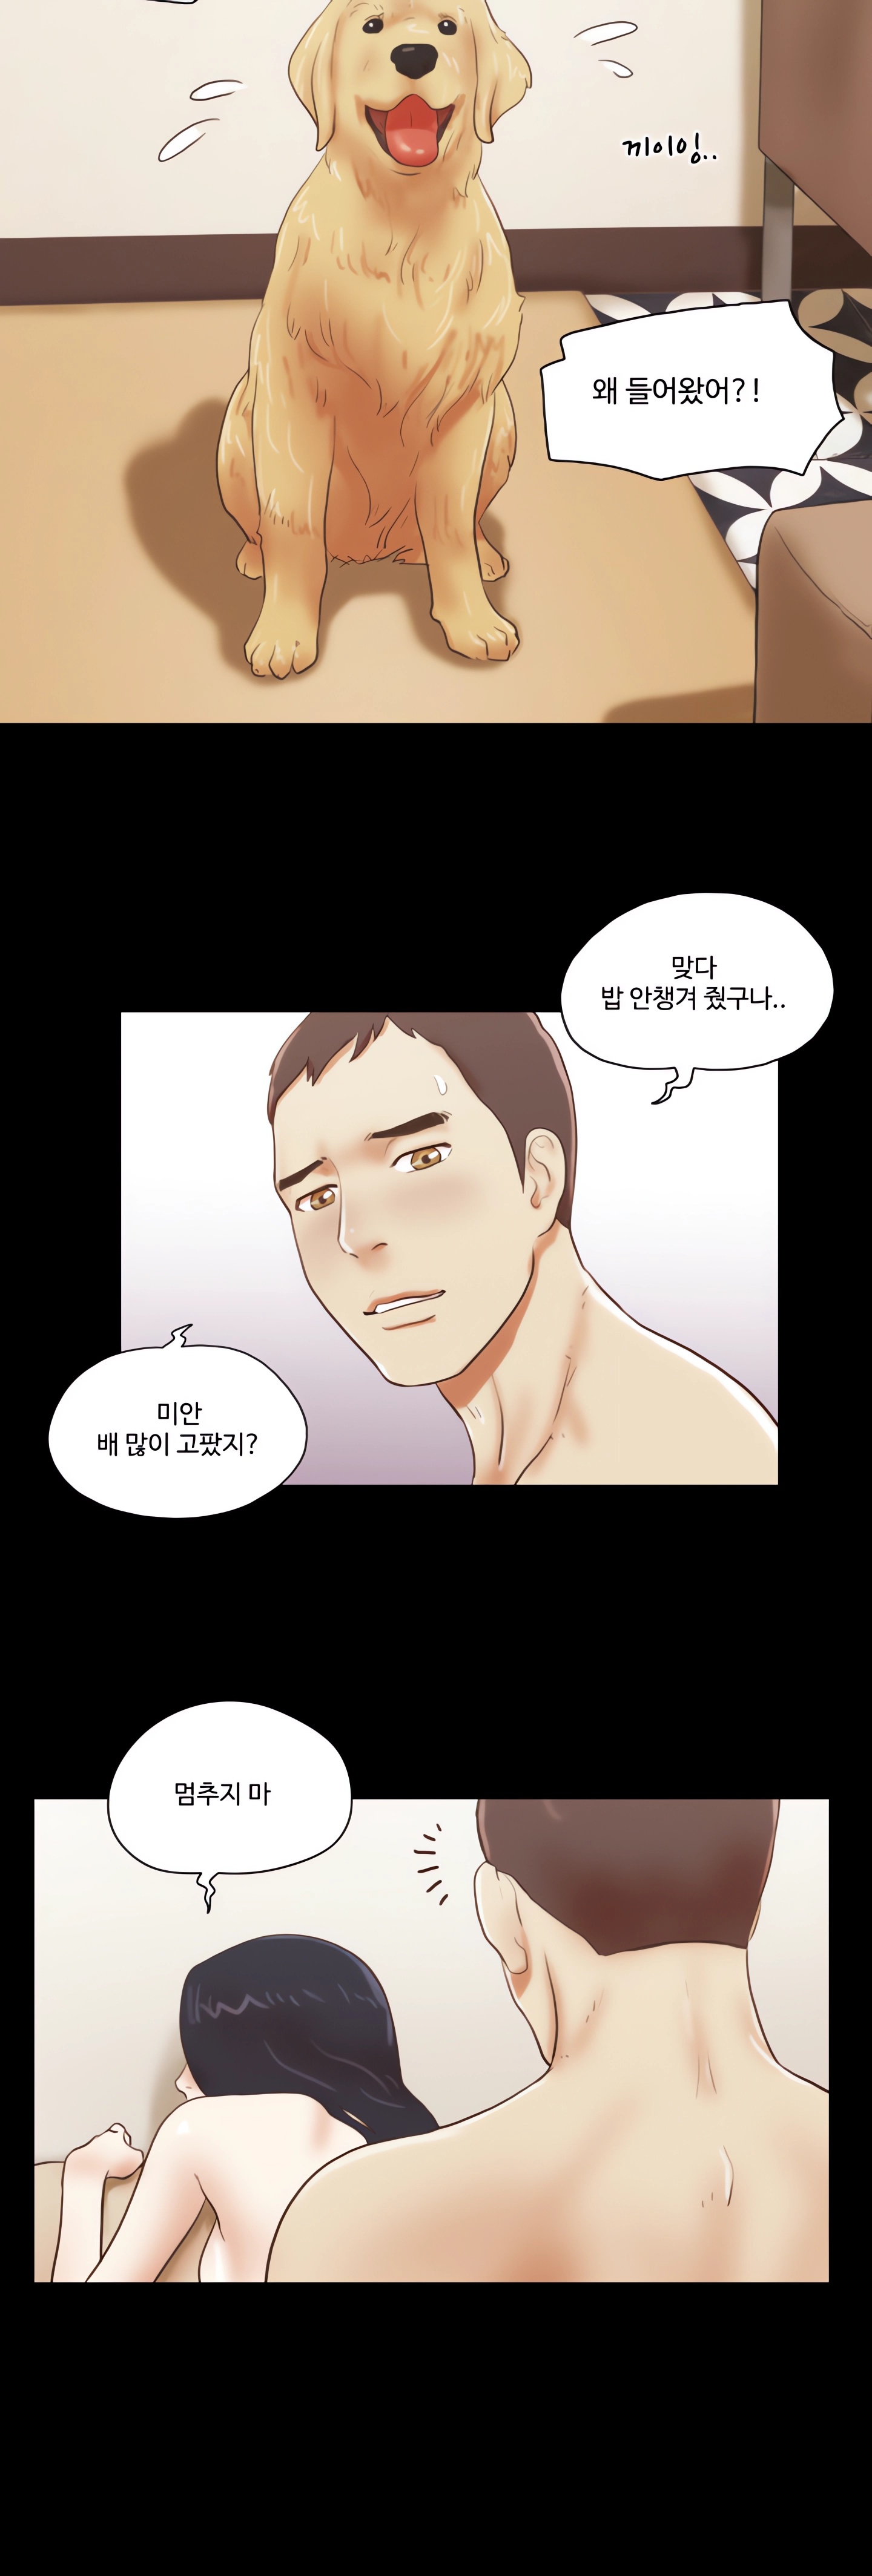 끼이잉..
왜 들어왔어?!
맞다
밥 안챙겨 줬구나..
미안
배 많이 고팠지?
멈추지 마